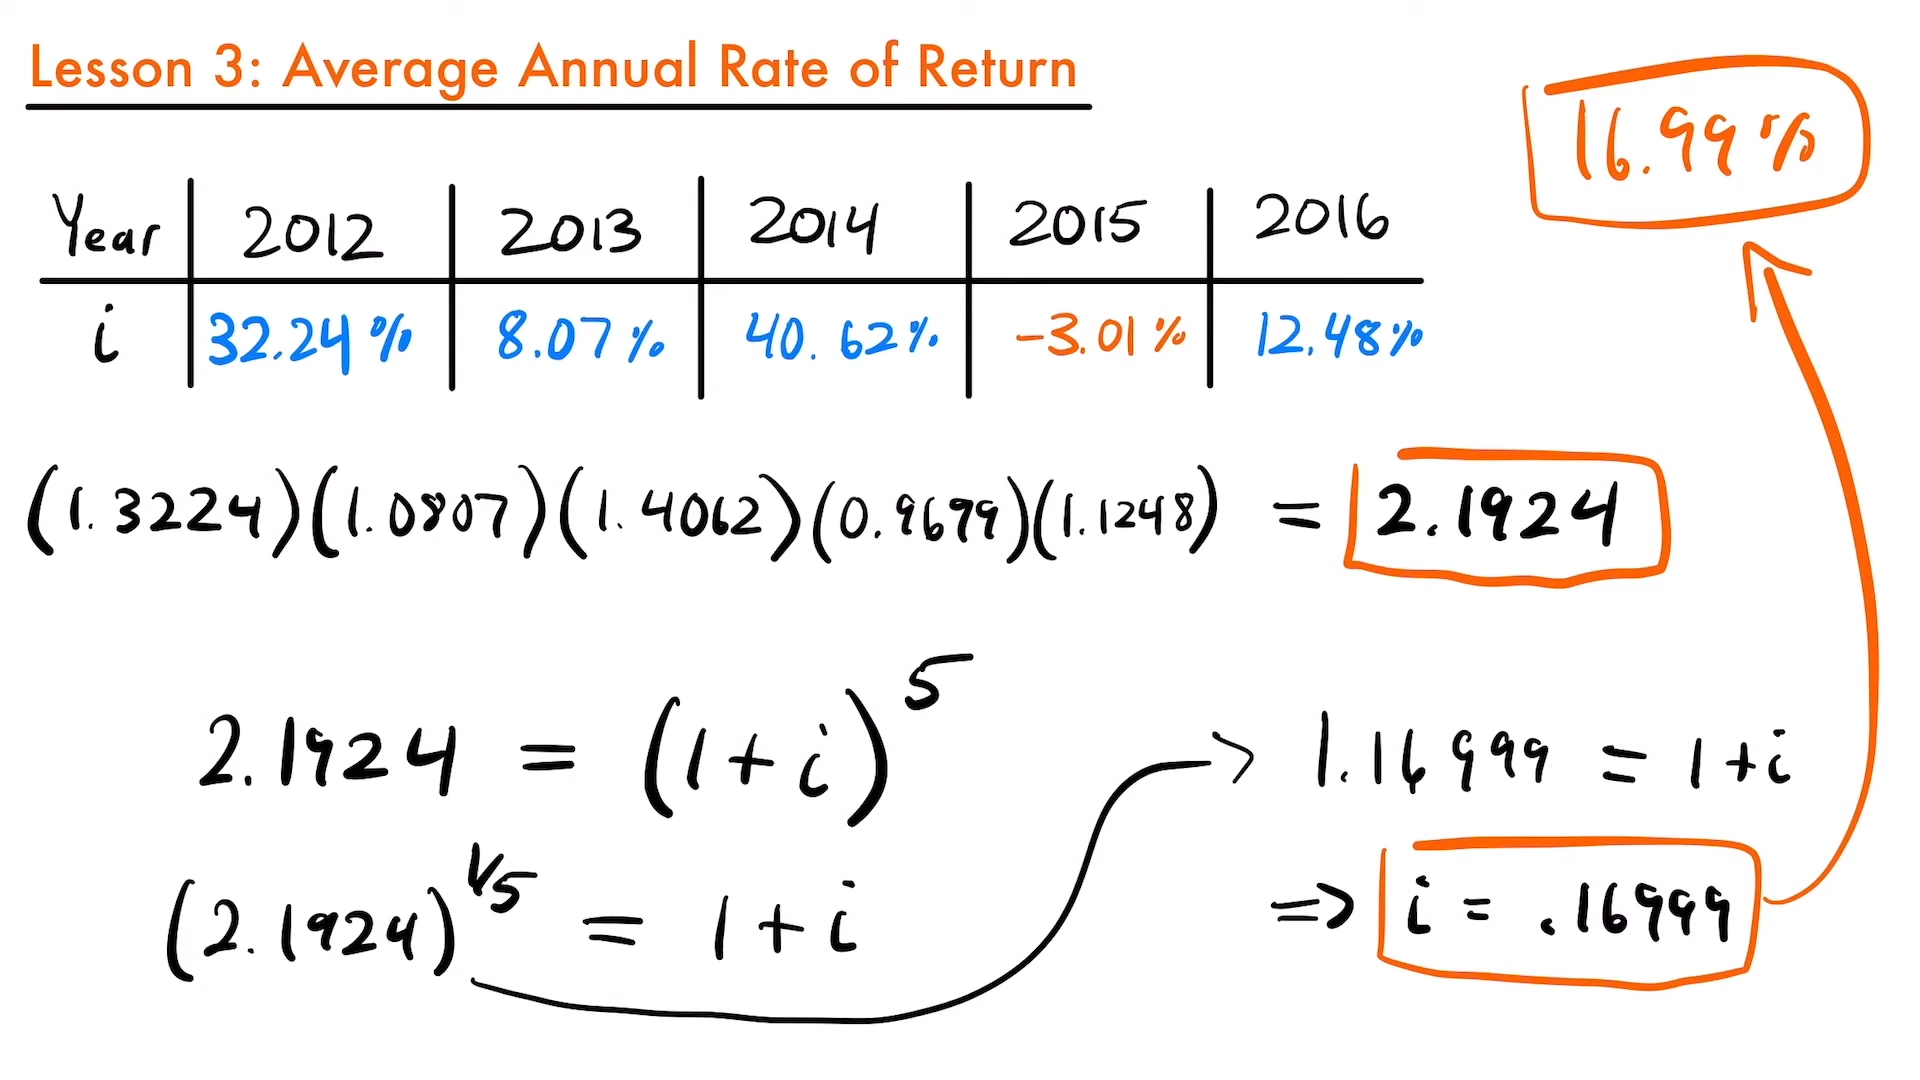 Lesson 3: Average Annual Rate of Return
16.99%
Year 2012 2013 2014 2015 2016
i 32.24% 8.07% 40.62% -3.01% 12.48%
(1.3224)(1.0807)(1.4062)(0.9699)(1.1248) = 2.1924
2.1924 = (1+i)^5
(2.1924)^1/5 = 1+i
→ 1.16999 = 1+i
⇒ i = .16999